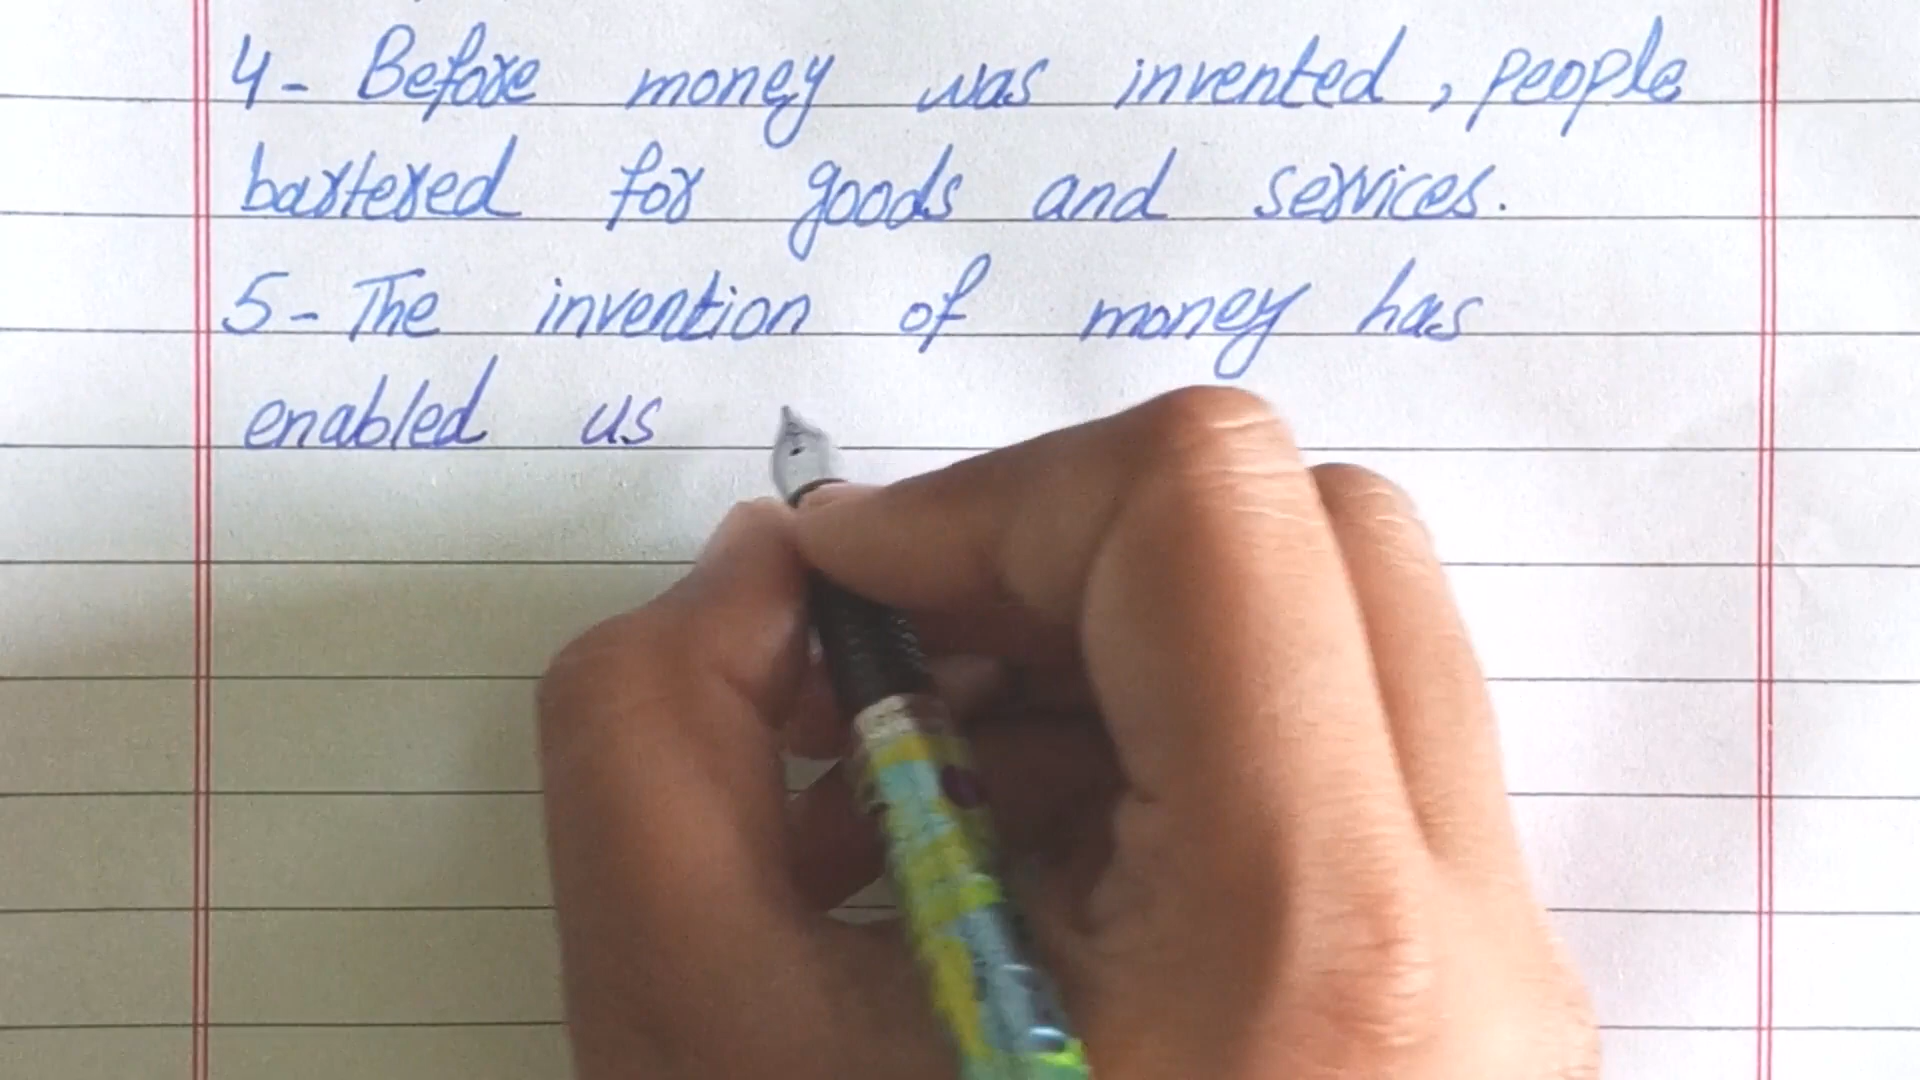 4- Before money was invented, people
bartered for goods and services.
5- The invention of money has
enabled us